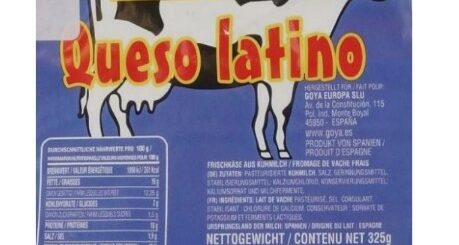 Queso latino
HERGESTELLT FÜR / FAIT POUR:
GOYA EUROPA SLU
Av. de la Constitución, 115
Pol. Ind. Monte Boyal
45950 - ESPAÑA
www.goya.es
PRODUKT VON SPANIEN /
PRODUIT D'ESPAGNE
DURCHSCHNITTLICHE NÄHRWERTE PRO 100 g /
BRENNWERT / VALEUR ÉNERGÉTIQUE
FETTE / GRAISSES
KOHLENHYDRATE / GLUCIDES
PROTEINE / PROTÉINES
SALZ / SEL
FRISCHKÄSE AUS KUHMILCH / FROMAGE DE VACHE FRAIS
(DE) ZUTATEN: PASTEURISIERTE KUHMILCH, SALZ, GERINNUNGSMITTEL,
STABILISIERUNGSMITTEL: CALCIUMCHLORID, KONSERVIERUNGSMITTEL:
KALIUMSORBAT UND MILCHFERMENTE.
(FR) INGRÉDIENTS: LAIT DE VACHE PASTEURISÉ, SEL, COAGULANT,
STABILISANT: CHLORURE DE CALCIUM, CONSERVATEUR: SORBATE DE
POTASSIUM ET FERMENTS LACTIQUES.
URSPRUNGSLAND DER MILCH: SPANIEN / ORIGINE DU LAIT: ESPAGNE
NETTOGEWICHT / CONTENU NET 325g